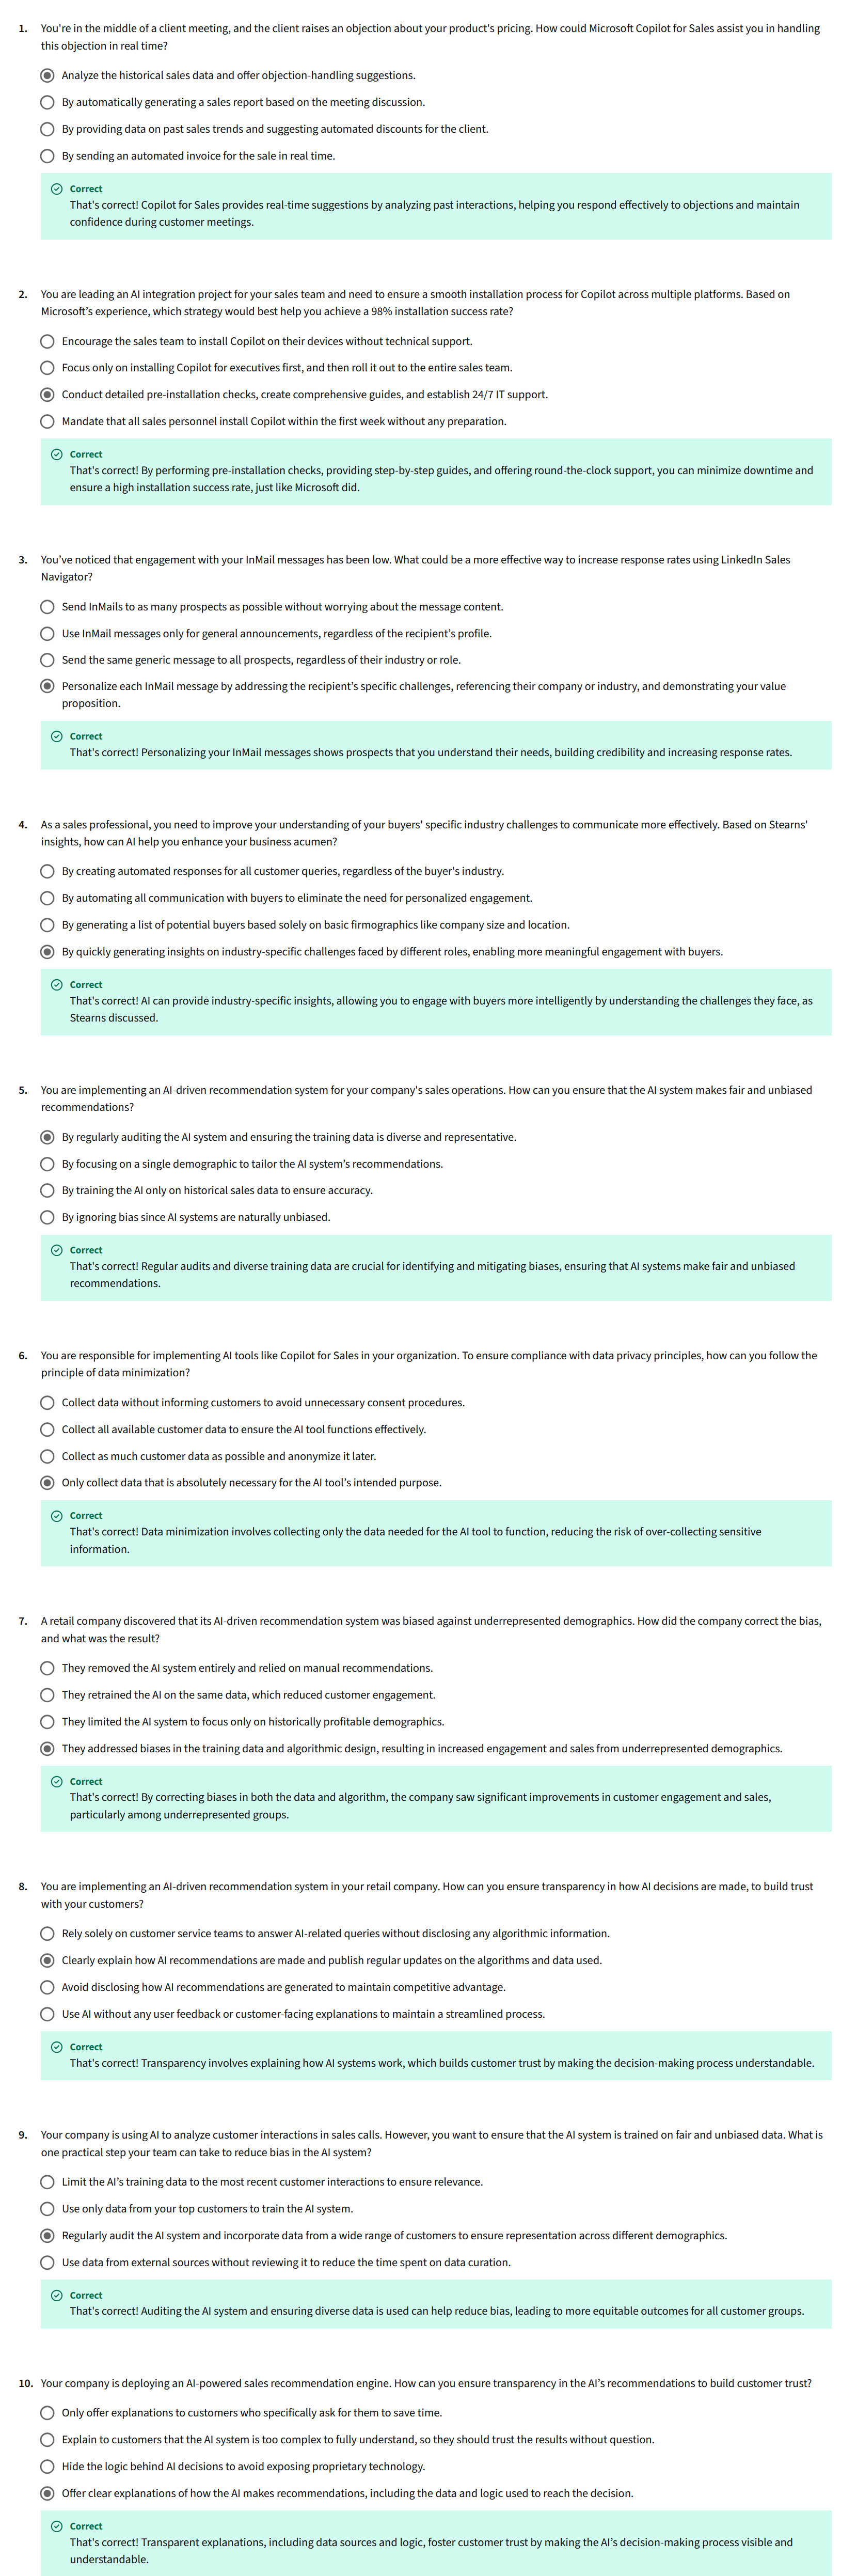 1. You're in the middle of a client meeting, and the client raises an objection about your product's pricing. How could Microsoft Copilot for Sales assist you in handling
this objection in real time?
Analyze the historical sales data and offer objection-handling suggestions.
By automatically generating a sales report based on the meeting discussion.
By providing data on past sales trends and suggesting automated discounts for the client.
By sending an automated invoice for the sale in real time.
Correct
That's correct! Copilot for Sales provides real-time suggestions by analyzing past interactions, helping you respond effectively to objections and maintain
confidence during customer meetings.
2. You are leading an AI integration project for your sales team and need to ensure a smooth installation process for Copilot across multiple platforms. Based on
Microsoft’s experience, which strategy would best help you achieve a 98% installation success rate?
Encourage the sales team to install Copilot on their devices without technical support.
Focus only on installing Copilot for executives first, and then roll it out to the entire sales team.
Conduct detailed pre-installation checks, create comprehensive guides, and establish 24/7 IT support.
Mandate that all sales personnel install Copilot within the first week without any preparation.
Correct
That's correct! By performing pre-installation checks, providing step-by-step guides, and offering round-the-clock support, you can minimize downtime and
ensure a high installation success rate, just like Microsoft did.
3. You’ve noticed that engagement with your InMail messages has been low. What could be a more effective way to increase response rates using LinkedIn Sales
Navigator?
Send InMails to as many prospects as possible without worrying about the message content.
Use InMail messages only for general announcements, regardless of the recipient’s profile.
Send the same generic message to all prospects, regardless of their industry or role.
Personalize each InMail message by addressing the recipient’s specific challenges, referencing their company or industry, and demonstrating your value
proposition.
Correct
That's correct! Personalizing your InMail messages shows prospects that you understand their needs, building credibility and increasing response rates.
4. As a sales professional, you need to improve your understanding of your buyers' specific industry challenges to communicate more effectively. Based on Stearns'
insights, how can AI help you enhance your business acumen?
By creating automated responses for all customer queries, regardless of the buyer's industry.
By automating all communication with buyers to eliminate the need for personalized engagement.
By generating a list of potential buyers based solely on basic firmographics like company size and location.
By quickly generating insights on industry-specific challenges faced by different roles, enabling more meaningful engagement with buyers.
Correct
That's correct! AI can provide industry-specific insights, allowing you to engage with buyers more intelligently by understanding the challenges they face, as
Stearns discussed.
5. You are implementing an AI-driven recommendation system for your company's sales operations. How can you ensure that the AI system makes fair and unbiased
recommendations?
By regularly auditing the AI system and ensuring the training data is diverse and representative.
By focusing on a single demographic to tailor the AI system’s recommendations.
By training the AI only on historical sales data to ensure accuracy.
By ignoring bias since AI systems are naturally unbiased.
Correct
That's correct! Regular audits and diverse training data are crucial for identifying and mitigating biases, ensuring that AI systems make fair and unbiased
recommendations.
6. You are responsible for implementing AI tools like Copilot for Sales in your organization. To ensure compliance with data privacy principles, how can you follow the
principle of data minimization?
Collect data without informing customers to avoid unnecessary consent procedures.
Collect all available customer data to ensure the AI tool functions effectively.
Collect as much customer data as possible and anonymize it later.
Only collect data that is absolutely necessary for the AI tool’s intended purpose.
Correct
That's correct! Data minimization involves collecting only the data needed for the AI tool to function, reducing the risk of over-collecting sensitive
information.
7. A retail company discovered that its AI-driven recommendation system was biased against underrepresented demographics. How did the company correct the bias,
and what was the result?
They removed the AI system entirely and relied on manual recommendations.
They retrained the AI on the same data, which reduced customer engagement.
They limited the AI system to focus only on historically profitable demographics.
They addressed biases in the training data and algorithmic design, resulting in increased engagement and sales from underrepresented demographics.
Correct
That's correct! By correcting biases in both the data and algorithm, the company saw significant improvements in customer engagement and sales,
particularly among underrepresented groups.
8. You are implementing an AI-driven recommendation system in your retail company. How can you ensure transparency in how AI decisions are made, to build trust
with your customers?
Rely solely on customer service teams to answer AI-related queries without disclosing any algorithmic information.
Clearly explain how AI recommendations are made and publish regular updates on the algorithms and data used.
Avoid disclosing how AI recommendations are generated to maintain competitive advantage.
Use AI without any user feedback or customer-facing explanations to maintain a streamlined process.
Correct
That's correct! Transparency involves explaining how AI systems work, which builds customer trust by making the decision-making process understandable.
9. Your company is using AI to analyze customer interactions in sales calls. However, you want to ensure that the AI system is trained on fair and unbiased data. What is
one practical step your team can take to reduce bias in the AI system?
Limit the AI’s training data to the most recent customer interactions to ensure relevance.
Use only data from your top customers to train the AI system.
Regularly audit the AI system and incorporate data from a wide range of customers to ensure representation across different demographics.
Use data from external sources without reviewing it to reduce the time spent on data curation.
Correct
That's correct! Auditing the AI system and ensuring diverse data is used can help reduce bias, leading to more equitable outcomes for all customer groups.
10. Your company is deploying an AI-powered sales recommendation engine. How can you ensure transparency in the AI’s recommendations to build customer trust?
Only offer explanations to customers who specifically ask for them to save time.
Explain to customers that the AI system is too complex to fully understand, so they should trust the results without question.
Hide the logic behind AI decisions to avoid exposing proprietary technology.
Offer clear explanations of how the AI makes recommendations, including the data and logic used to reach the decision.
Correct
That's correct! Transparent explanations, including data sources and logic, foster customer trust by making the AI’s decision-making process visible and
understandable.